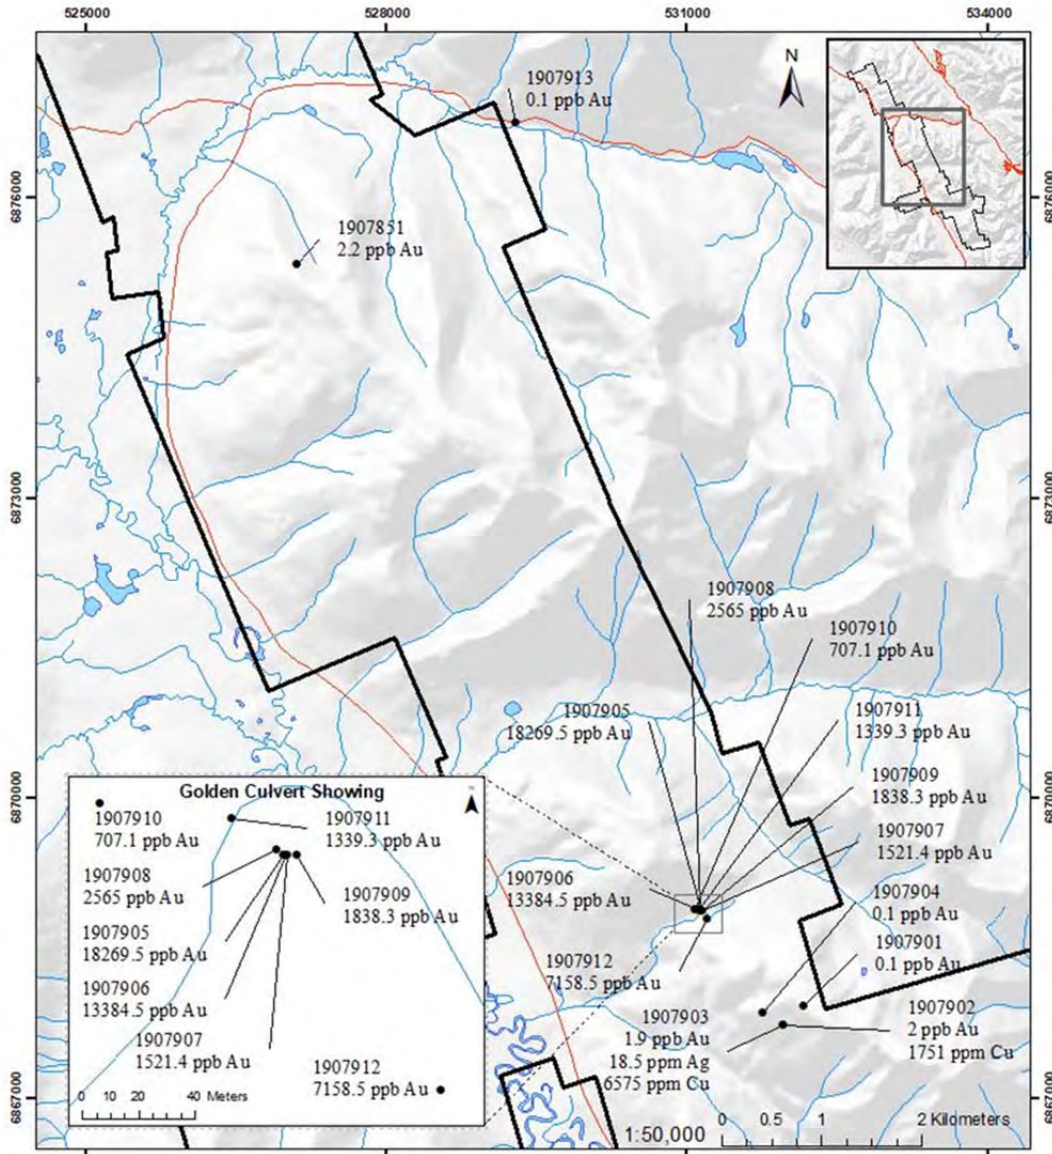 525000
528000
531000
534000
N
1907913
0.1 ppb Au
6876000
6876000
1907851
2.2 ppb Au
6873000
6873000
1907908
2565 ppb Au
1907910
707.1 ppb Au
1907905
18269.5 ppb Au
1907911
1339.3 ppb Au
1907909
1838.3 ppb Au
6870000
6870000
1907907
1521.4 ppb Au
1907906
13384.5 ppb Au
1907904
0.1 ppb Au
1907901
0.1 ppb Au
1907912
7158.5 ppb Au
1907903
1.9 ppb Au
18.5 ppm Ag
6575 ppm Cu
1907902
2 ppb Au
1751 ppm Cu
6867000
6867000
Golden Culvert Showing
1907910
707.1 ppb Au
1907911
1339.3 ppb Au
1907908
2565 ppb Au
1907909
1838.3 ppb Au
1907905
18269.5 ppb Au
1907906
13384.5 ppb Au
1907907
1521.4 ppb Au
1907912
7158.5 ppb Au
0 10 20 40 Meters
1:50,000
0 0.5 1 2 Kilometers